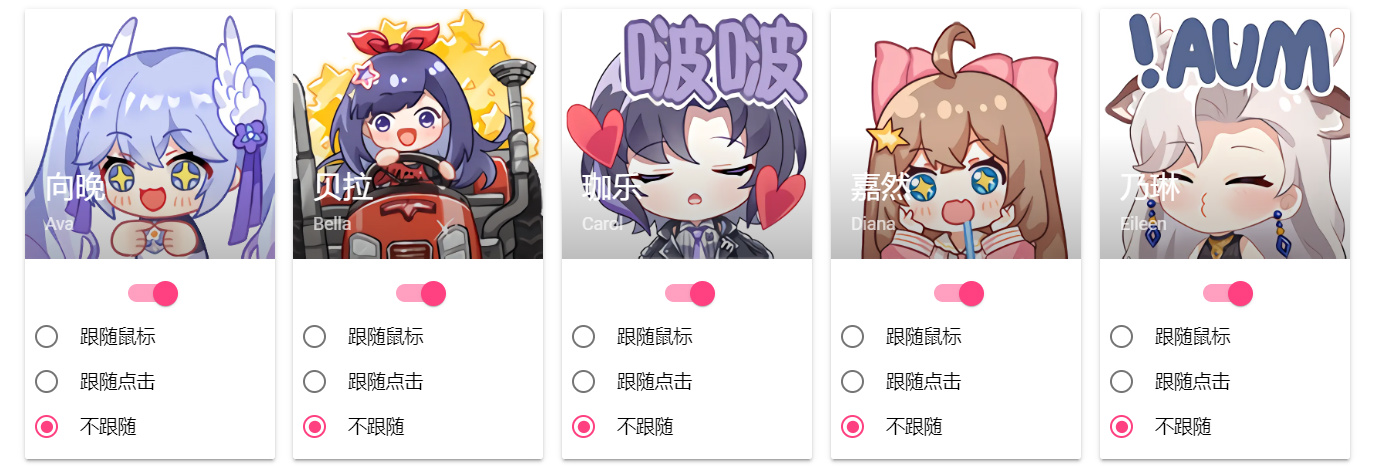 向晚
Ava
跟随鼠标
跟随点击
不跟随
贝拉
Bella
跟随鼠标
跟随点击
不跟随
啵啵
珈乐
Carol
跟随鼠标
跟随点击
不跟随
嘉然
Diana
跟随鼠标
跟随点击
不跟随
!AUM
乃琳
Eileen
跟随鼠标
跟随点击
不跟随